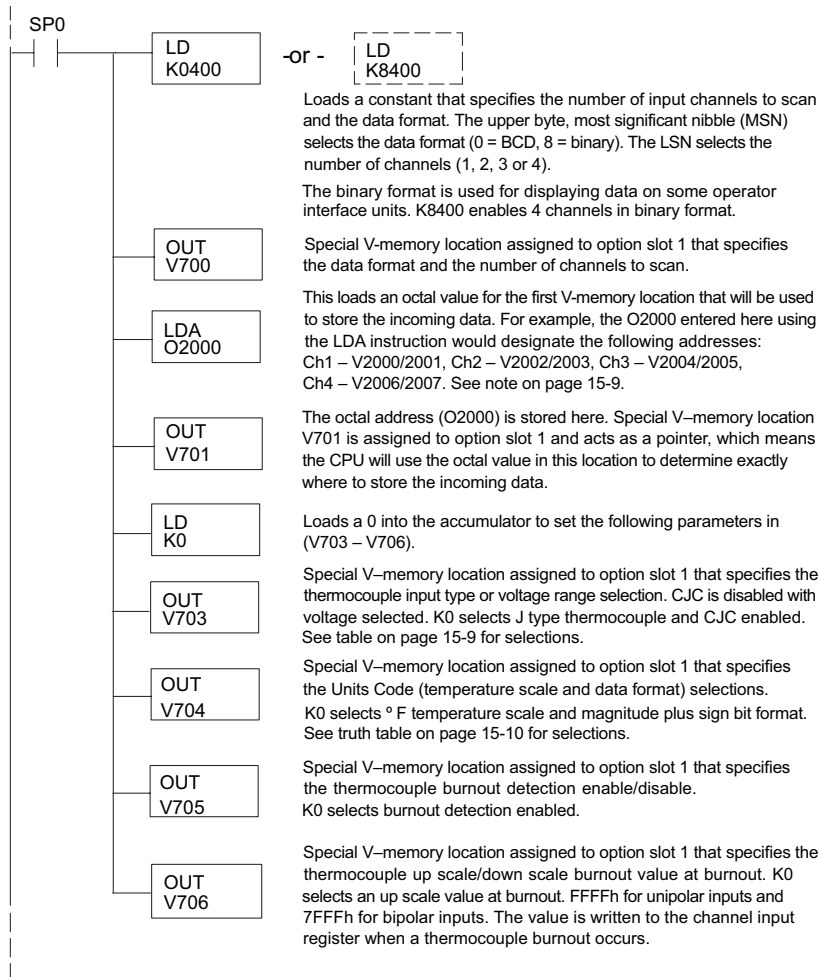 SP0
LD
K0400
-or -
LD
K8400
Loads a constant that specifies the number of input channels to scan
and the data format. The upper byte, most significant nibble (MSN)
selects the data format (0 = BCD, 8 = binary). The LSN selects the
number of channels (1, 2, 3 or 4).
The binary format is used for displaying data on some operator
interface units. K8400 enables 4 channels in binary format.
OUT
V700
Special V-memory location assigned to option slot 1 that specifies
the data format and the number of channels to scan.
LDA
O2000
This loads an octal value for the first V-memory location that will be used
to store the incoming data. For example, the O2000 entered here using
the LDA instruction would designate the following addresses:
Ch1 – V2000/2001, Ch2 – V2002/2003, Ch3 – V2004/2005,
Ch4 – V2006/2007. See note on page 15-9.
OUT
V701
The octal address (O2000) is stored here. Special V–memory location
V701 is assigned to option slot 1 and acts as a pointer, which means
the CPU will use the octal value in this location to determine exactly
where to store the incoming data.
LD
K0
Loads a 0 into the accumulator to set the following parameters in
(V703 – V706).
OUT
V703
Special V–memory location assigned to option slot 1 that specifies the
thermocouple input type or voltage range selection. CJC is disabled with
voltage selected. K0 selects J type thermocouple and CJC enabled.
See table on page 15-9 for selections.
OUT
V704
Special V–memory location assigned to option slot 1 that specifies
the Units Code (temperature scale and data format) selections.
K0 selects º F temperature scale and magnitude plus sign bit format.
See truth table on page 15-10 for selections.
OUT
V705
Special V–memory location assigned to option slot 1 that specifies
the thermocouple burnout detection enable/disable.
K0 selects burnout detection enabled.
OUT
V706
Special V–memory location assigned to option slot 1 that specifies the
thermocouple up scale/down scale burnout value at burnout. K0
selects an up scale value at burnout. FFFFh for unipolar inputs and
7FFFh for bipolar inputs. The value is written to the channel input
register when a thermocouple burnout occurs.